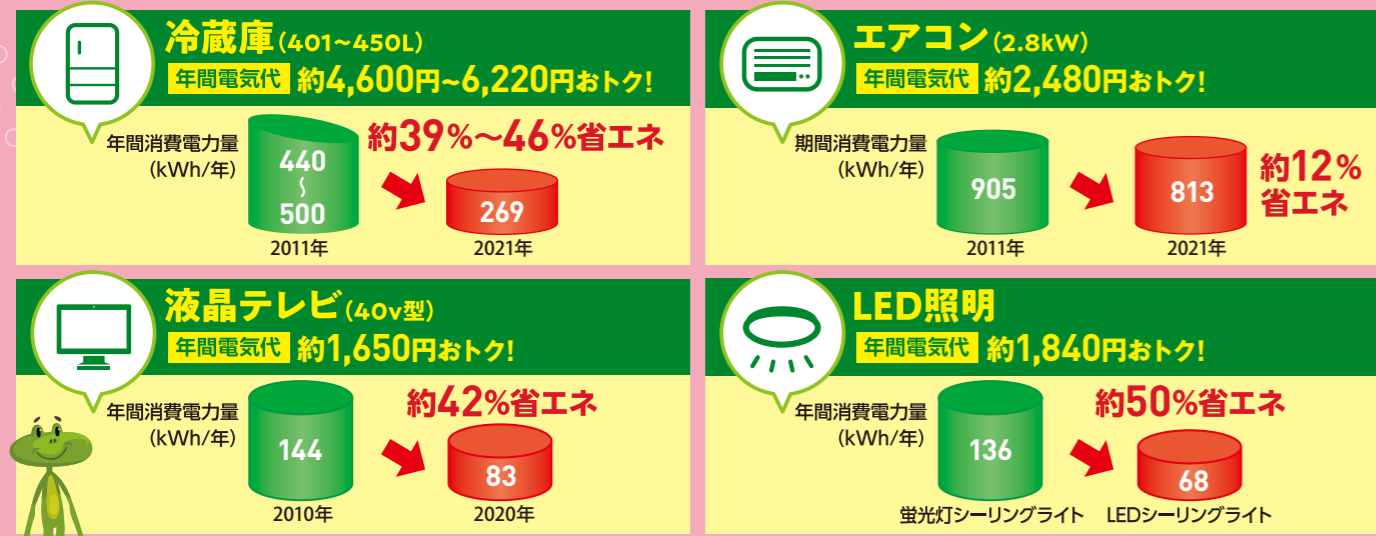 冷蔵庫(401~450L)
年間電気代 約4,600円~6,220円おトク!
年間消費電力量
(kWh/年)
440
〜
500
2011年
約39%〜46%省エネ
269
2021年
エアコン(2.8kW)
年間電気代 約2,480円おトク!
期間消費電力量
(kWh/年)
905
2011年
813
2021年
約12%
省エネ
液晶テレビ(40v型)
年間電気代 約1,650円おトク!
年間消費電力量
(kWh/年)
144
2010年
約42%省エネ
83
2020年
LED照明
年間電気代 約1,840円おトク!
年間消費電力量
(kWh/年)
136
蛍光灯シーリングライト
約50%省エネ
68
LEDシーリングライト